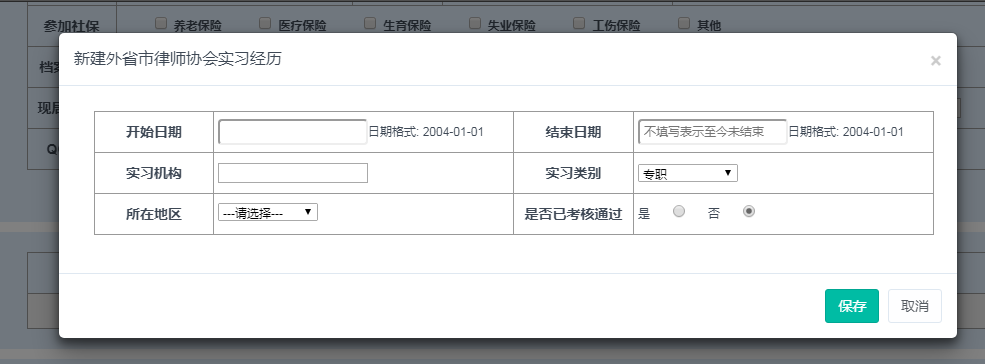 参加社保 养老保险 医疗保险 生育保险 失业保险 工伤保险 其他
新建外省市律师协会实习经历 ×
档案
现居
开始日期 日期格式: 2004-01-01 结束日期 不填写表示至今未结束 日期格式: 2004-01-01
实习机构 实习类别 专职
所在地区 ---请选择--- 是否已考核通过 是 否
保存 取消